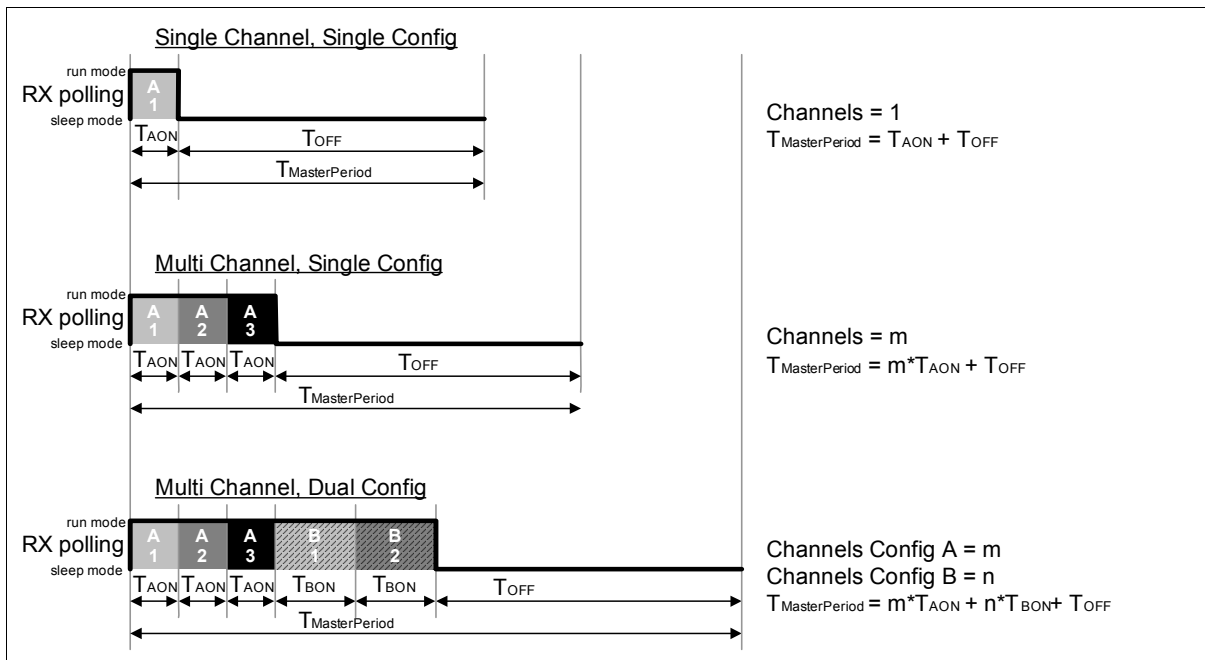 Single Channel, Single Config
run mode
RX polling
sleep mode
A
1
TAON
TOFF
TMasterPeriod
Channels = 1
TMasterPeriod = TAON + TOFF
Multi Channel, Single Config
run mode
RX polling
sleep mode
A A A
1 2 3
TAON TAON TAON TOFF
TMasterPeriod
Channels = m
TMasterPeriod = m*TAON + TOFF
Multi Channel, Dual Config
run mode
RX polling
sleep mode
A A A B B
1 2 3 1 2
TAON TAON TAON TBON TBON TOFF
TMasterPeriod
Channels Config A = m
Channels Config B = n
TMasterPeriod = m*TAON + n*TBON+ TOFF